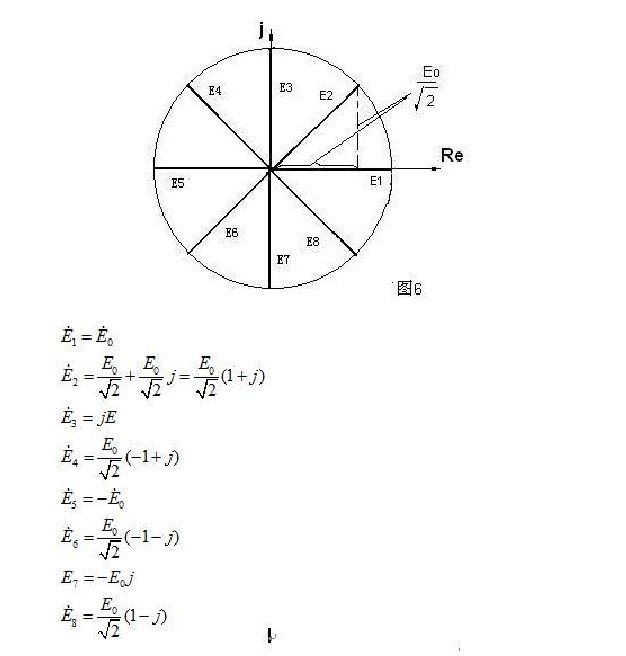 j
E4
E3
E2
E0
√2
Re
E5
E1
E6
E8
E7
图6
Ė₁ = Ė₀
Ė₂ = E₀/√2 + E₀/√2 j = E₀/√2 (1+j)
Ė₃ = jE
Ė₄ = E₀/√2 (-1+j)
Ė₅ = -Ė₀
Ė₆ = E₀/√2 (-1-j)
E₇ = -E₀j
Ė₈ = E₀/√2 (1-j)